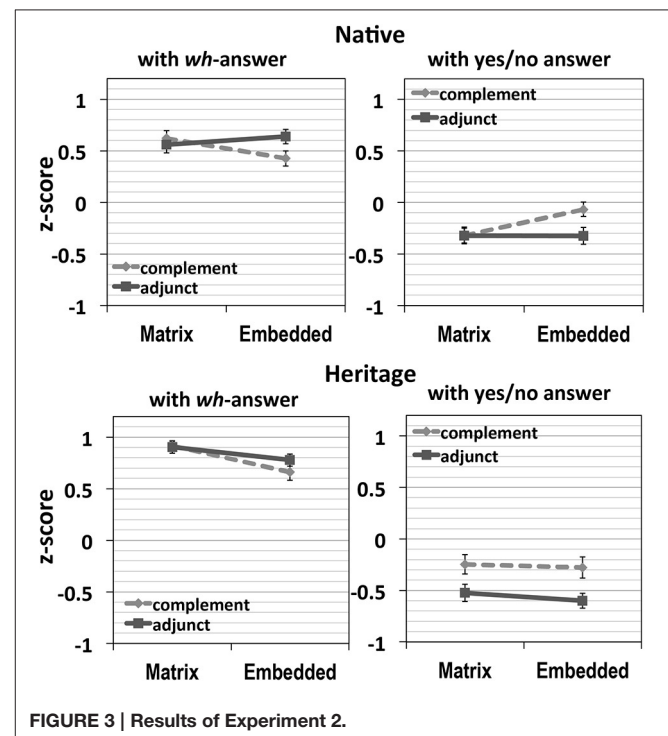 Native
with wh-answer
with yes/no answer
z-score
1
0.5
0
-0.5
-1
complement
adjunct
Matrix
Embedded
1
0.5
0
-0.5
-1
complement
adjunct
Matrix
Embedded
Heritage
with wh-answer
with yes/no answer
z-score
1
0.5
0
-0.5
-1
complement
adjunct
Matrix
Embedded
1
0.5
0
-0.5
-1
complement
adjunct
Matrix
Embedded
FIGURE 3 | Results of Experiment 2.